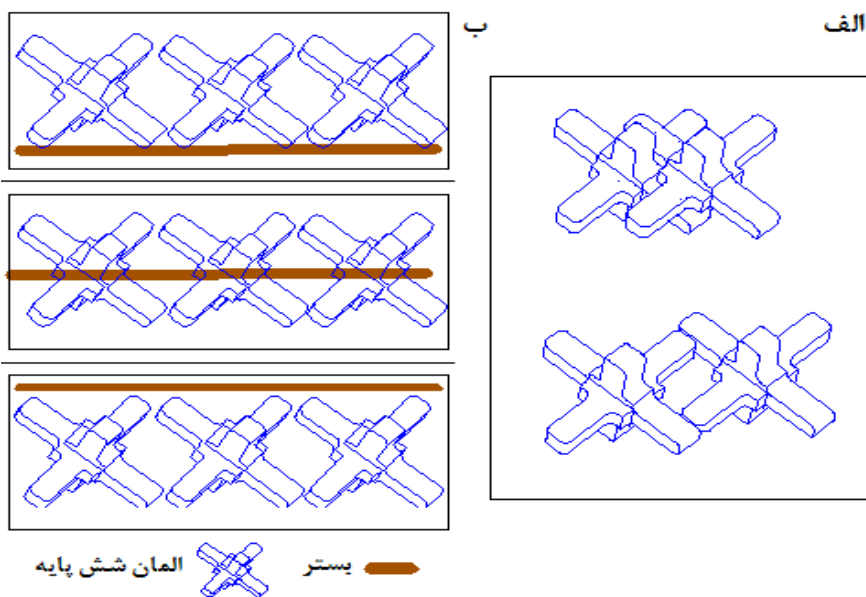 الف
ب
بستر
المان شش پایه